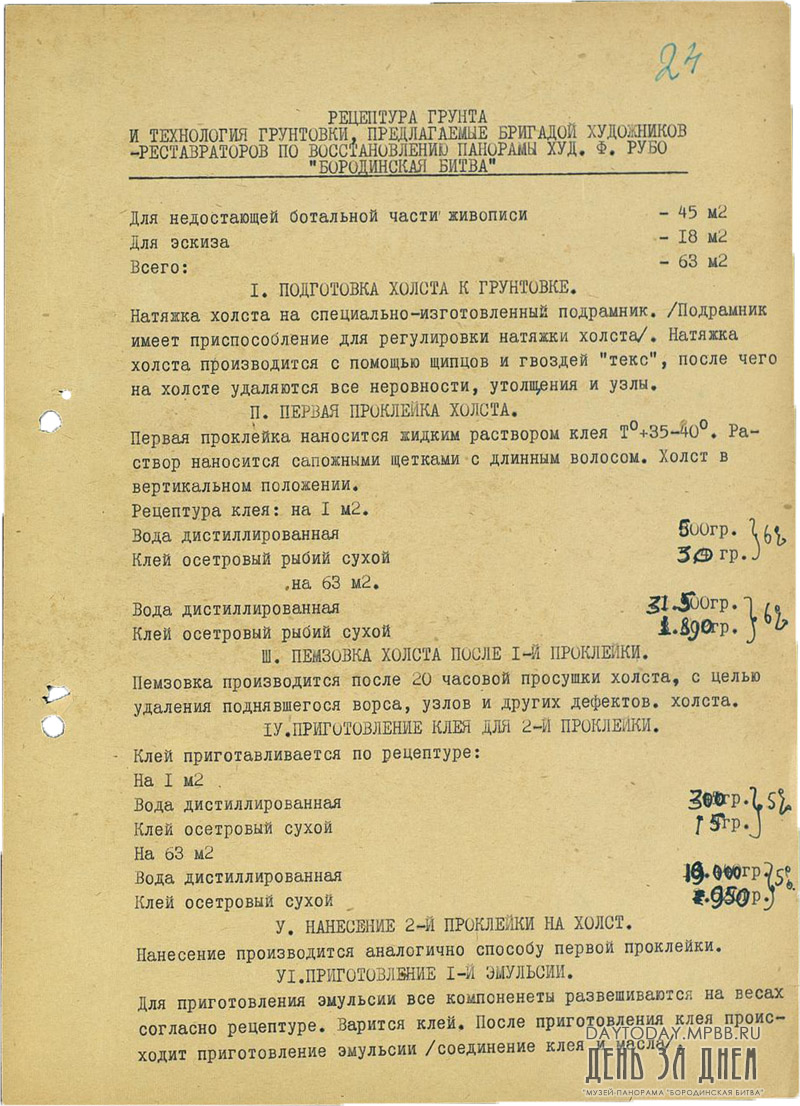 24
РЕЦЕПТУРА ГРУНТА
И ТЕХНОЛОГИЯ ГРУНТОВКИ, ПРЕДЛАГАЕМЫЕ БРИГАДОЙ ХУДОЖНИКОВ
-РЕСТАВРАТОРОВ ПО ВОССТАНОВЛЕНИЮ ПАНОРАМЫ ХУД. Ф. РУБО
"БОРОДИНСКАЯ БИТВА"
Для недостающей ботальной части живописи - 45 м2
Для эскиза - 18 м2
Всего: - 63 м2
I. ПОДГОТОВКА ХОЛСТА К ГРУНТОВКЕ.
Натяжка холста на специально-изготовленный подрамник. /Подрамник
имеет приспособление для регулировки натяжки холста/. Натяжка
холста производится с помощью щипцов и гвоздей "текс", после чего
на холсте удаляются все неровности, утолщения и узлы.
П. ПЕРВАЯ ПРОКЛЕЙКА ХОЛСТА.
Первая проклейка наносится жидким раствором клея Т°+35-40°. Ра-
створ наносится сапожными щетками с длинным волосом. Холст в
вертикальном положении.
Рецептура клея: на I м2.
Вода дистиллированная 500гр. } 6%
Клей осетровый рыбий сухой 30 гр.
.на 63 м2.
Вода дистиллированная 31.500гр. } 6%
Клей осетровый рыбий сухой 1.890гр.
Ш. ПЕМЗОВКА ХОЛСТА ПОСЛЕ I-Й ПРОКЛЕЙКИ.
Пемзовка производится после 20 часовой просушки холста, с целью
удаления поднявшегося ворса, узлов и других дефектов. холста.
IУ.ПРИГОТОВЛЕНИЕ КЛЕЯ ДЛЯ 2-Й ПРОКЛЕЙКИ.
- Клей приготавливается по рецептуре:
На I м2
Вода дистиллированная 300гр. } 5%
Клей осетровый сухой 15гр.
На 63 м2
Вода дистиллированная 19.000гр. } 5%
Клей осетровый сухой 950гр.
У. НАНЕСЕНИЕ 2-Й ПРОКЛЕЙКИ НА ХОЛСТ.
Нанесение производится аналогично способу первой проклейки.
УI.ПРИГОТОВЛЕНИЕ I-Й ЭМУЛЬСИИ.
Для приготовления эмульсии все компоненеты развешиваются на весах
согласно рецептуре. Варится клей. После приготовления клея проис-
ходит приготовление эмульсии /соединение клея и масла/.
DAYTODAY.MPBB.RU
ДЕНЬ ЗА ДНЕМ
"МУЗЕЙ-ПАНОРАМА "БОРОДИНСКАЯ БИТВА"